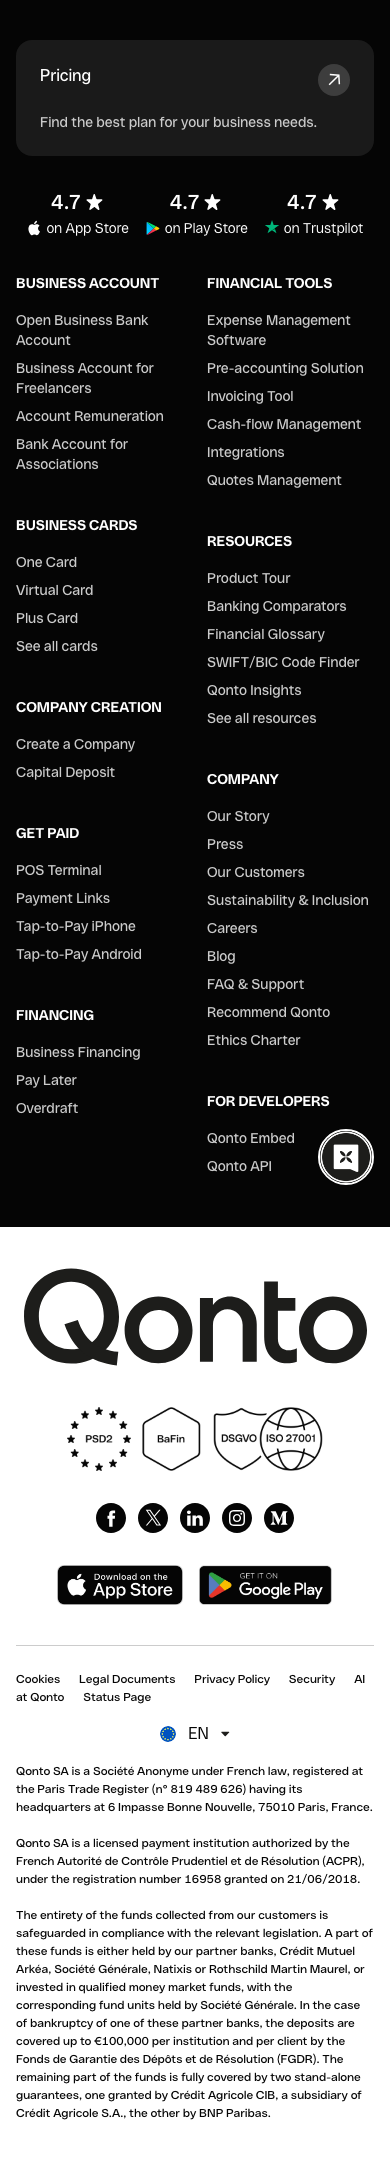 Pricing
Find the best plan for your business needs.
4.7
on App Store
4.7
on Play Store
4.7
on Trustpilot
BUSINESS ACCOUNT
Open Business Bank
Account
Business Account for
Freelancers
Account Remuneration
Bank Account for
Associations
BUSINESS CARDS
One Card
Virtual Card
Plus Card
See all cards
COMPANY CREATION
Create a Company
Capital Deposit
GET PAID
POS Terminal
Payment Links
Tap-to-Pay iPhone
Tap-to-Pay Android
FINANCING
Business Financing
Pay Later
Overdraft
FINANCIAL TOOLS
Expense Management
Software
Pre-accounting Solution
Invoicing Tool
Cash-flow Management
Integrations
Quotes Management
RESOURCES
Product Tour
Banking Comparators
Financial Glossary
SWIFT/BIC Code Finder
Qonto Insights
See all resources
COMPANY
Our Story
Press
Our Customers
Sustainability & Inclusion
Careers
Blog
FAQ & Support
Recommend Qonto
Ethics Charter
FOR DEVELOPERS
Qonto Embed
Qonto API
Qonto
PSD2
BaFin
DSGVO
ISO 27001
Download on the
App Store
GET IT ON
Google Play
Cookies Legal Documents Privacy Policy Security AI
at Qonto Status Page
EN
Qonto SA is a Société Anonyme under French law, registered at
the Paris Trade Register (n° 819 489 626) having its
headquarters at 6 Impasse Bonne Nouvelle, 75010 Paris, France.
Qonto SA is a licensed payment institution authorized by the
French Autorité de Contrôle Prudentiel et de Résolution (ACPR),
under the registration number 16958 granted on 21/06/2018.
The entirety of the funds collected from our customers is
safeguarded in compliance with the relevant legislation. A part of
these funds is either held by our partner banks, Crédit Mutuel
Arkéa, Société Générale, Natixis or Rothschild Martin Maurel, or
invested in qualified money market funds, with the
corresponding fund units held by Société Générale. In the case
of bankruptcy of one of these partner banks, the deposits are
covered up to €100,000 per institution and per client by the
Fonds de Garantie des Dépôts et de Résolution (FGDR). The
remaining part of the funds is fully covered by two stand-alone
guarantees, one granted by Crédit Agricole CIB, a subsidiary of
Crédit Agricole S.A., the other by BNP Paribas.